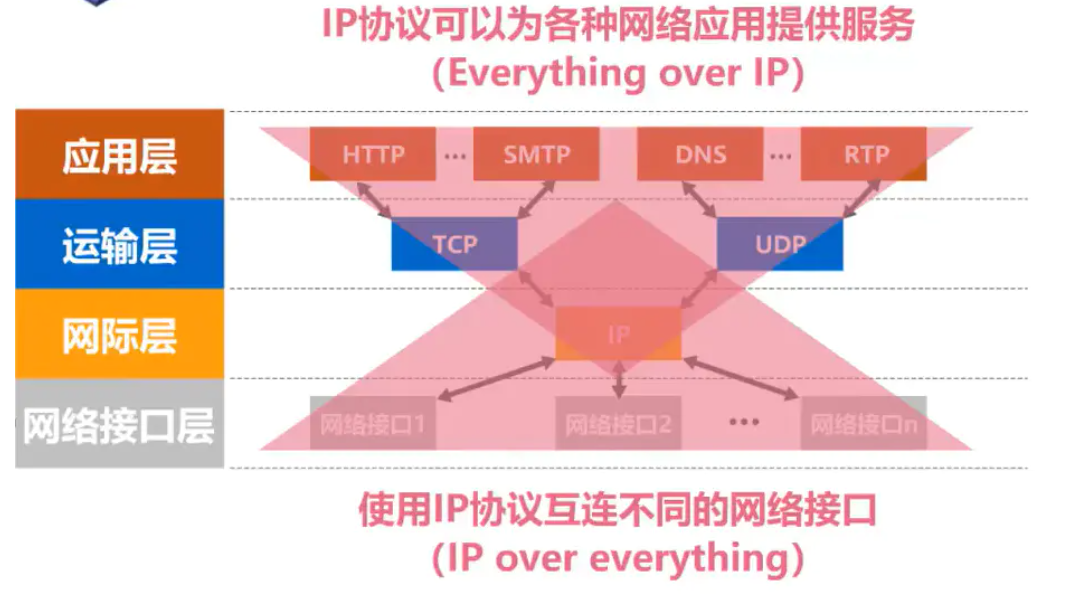 IP协议可以为各种网络应用提供服务
（Everything over IP）
应用层
HTTP ··· SMTP DNS ··· RTP
运输层
TCP UDP
网际层
IP
网络接口层
网络接口1 网络接口2 ··· 网络接口n
使用IP协议互连不同的网络接口
（IP over everything）